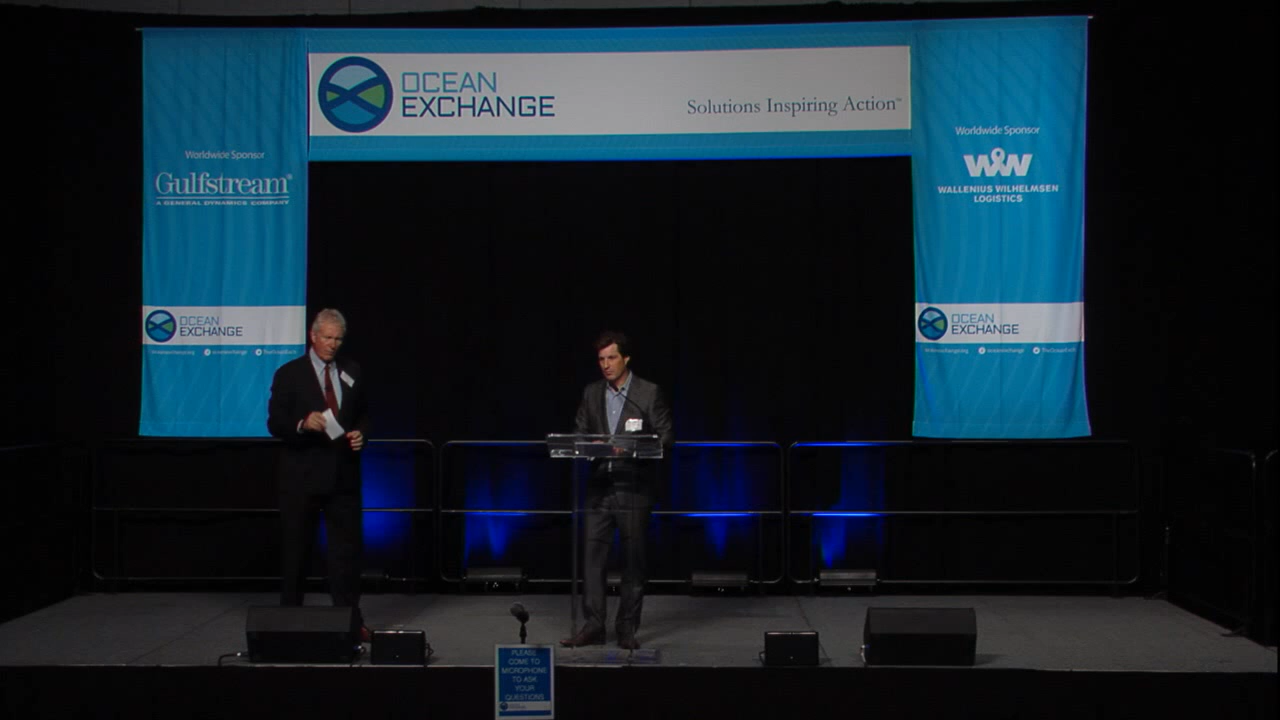 OCEAN
EXCHANGE
Solutions Inspiring Action™
Worldwide Sponsor
Gulfstream®
A GENERAL DYNAMICS COMPANY
OCEAN
EXCHANGE
Worldwide Sponsor
WW
WALLENIUS WILHELMSEN
LOGISTICS
OCEAN
EXCHANGE
PLEASE
COME TO
MICROPHONE
TO ASK
YOUR
QUESTIONS